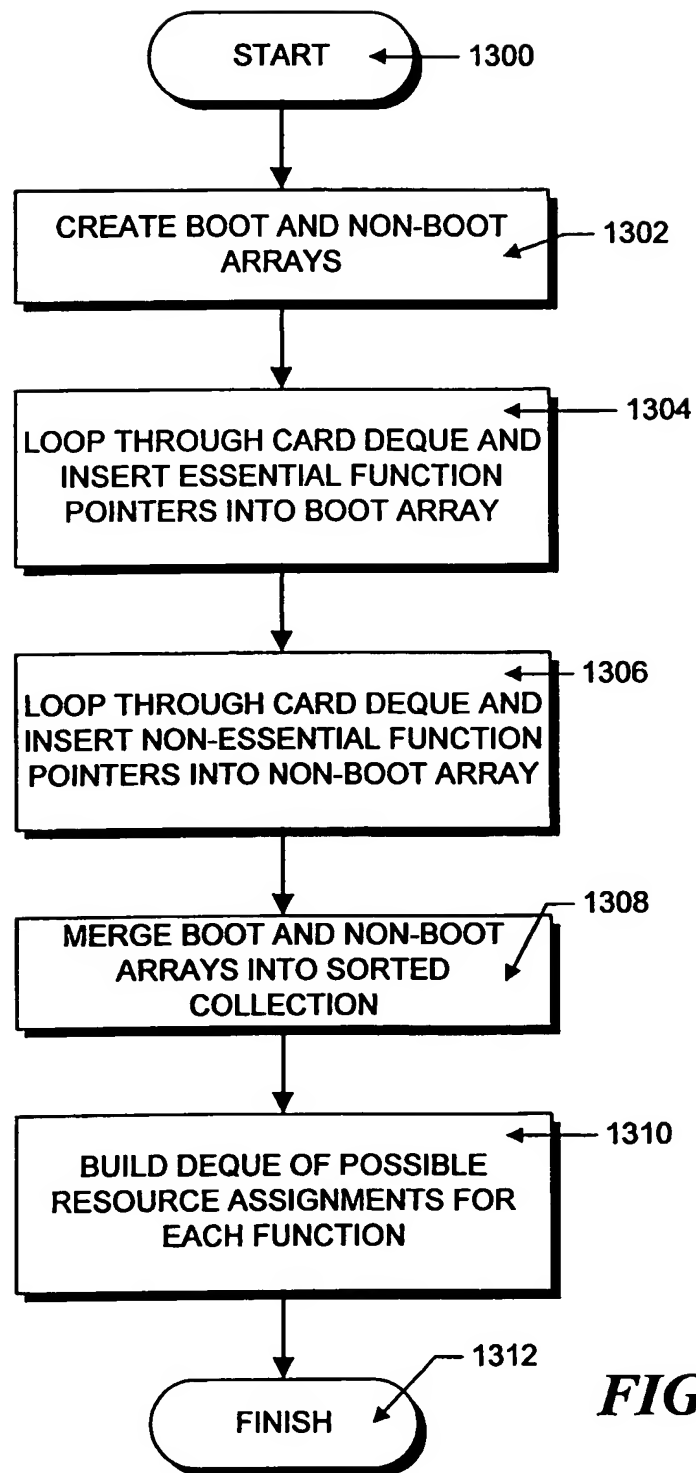 START
1300
CREATE BOOT AND NON-BOOT
ARRAYS
1302
1304
LOOP THROUGH CARD DEQUE AND
INSERT ESSENTIAL FUNCTION
POINTERS INTO BOOT ARRAY
1306
LOOP THROUGH CARD DEQUE AND
INSERT NON-ESSENTIAL FUNCTION
POINTERS INTO NON-BOOT ARRAY
1308
MERGE BOOT AND NON-BOOT
ARRAYS INTO SORTED
COLLECTION
1310
BUILD DEQUE OF POSSIBLE
RESOURCE ASSIGNMENTS FOR
EACH FUNCTION
1312
FINISH
FIG